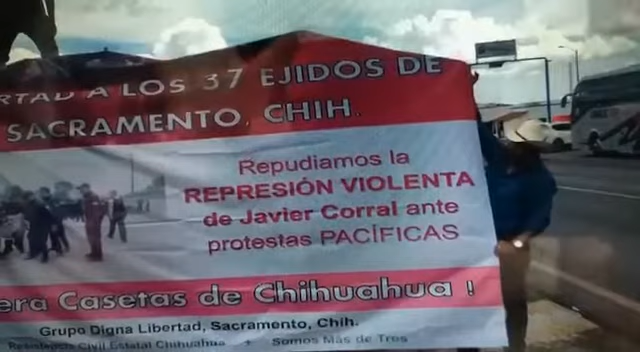 RTAD A LOS 37 EJIDOS DE
SACRAMENTO, CHIH.
Repudiamos la
REPRESIÓN VIOLENTA
de Javier Corral ante
protestas PACÍFICAS
era Casetas de Chihuahua !
Grupo Digna Libertad, Sacramento, Chih.
Resistencia Civil Estatal Chihuahua + Somos Más de Tres